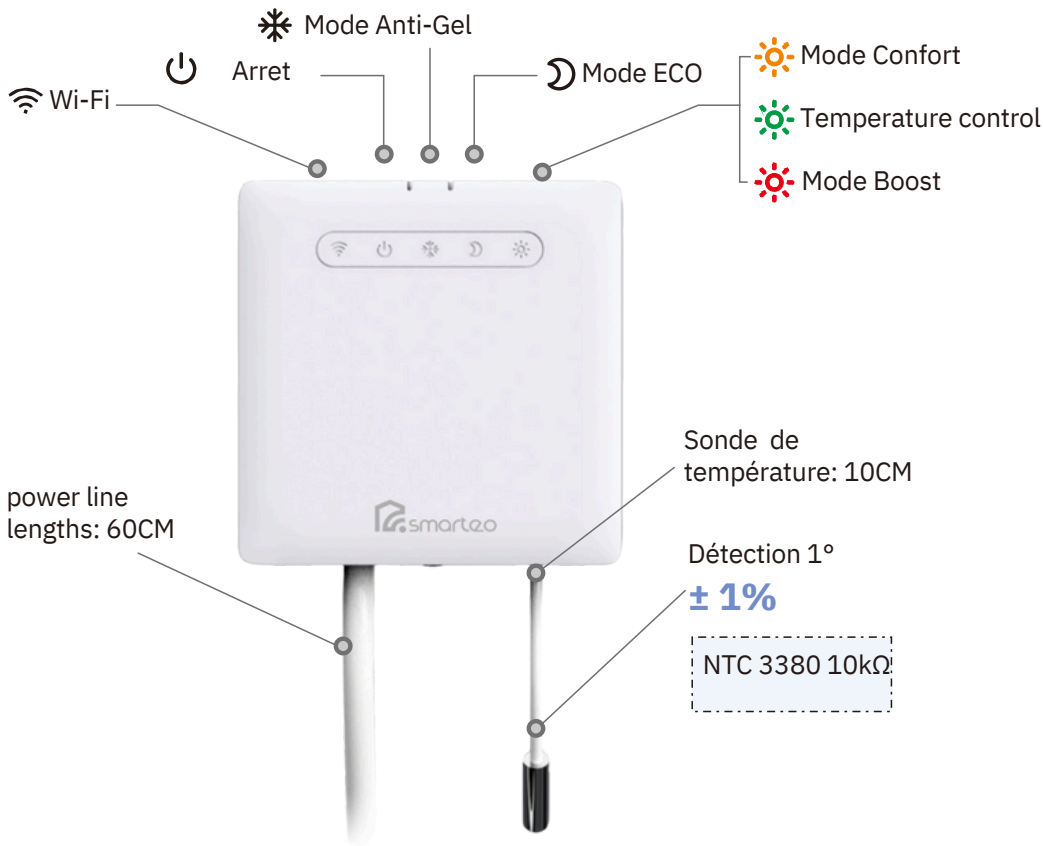 Mode Anti-Gel
Arret
Mode ECO
Wi-Fi
Mode Confort
Temperature control
Mode Boost
smarteo
power line
lengths: 60CM
Sonde de
température: 10CM
Détection 1°
± 1%
NTC 3380 10kΩ